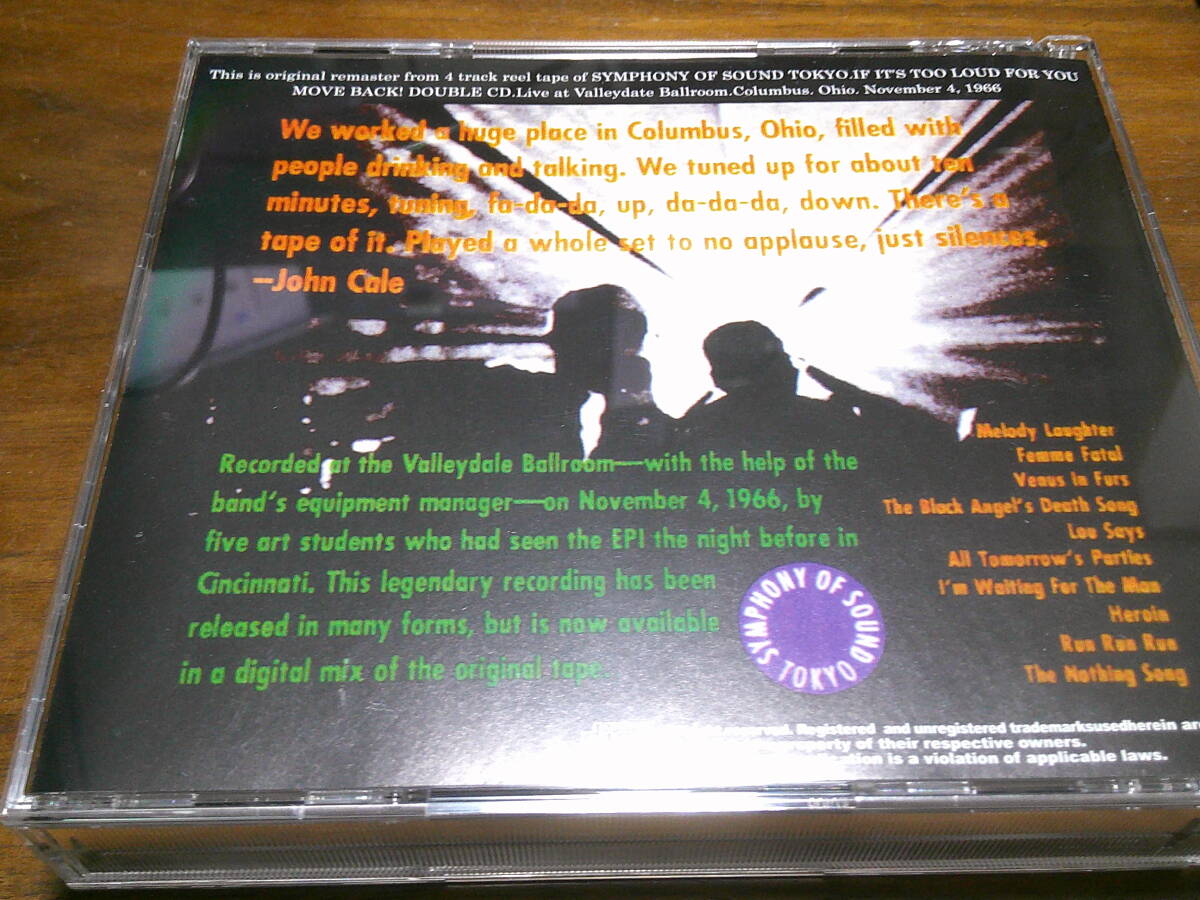 This is original remaster from 4 track reel tape of SYMPHONY OF SOUND TOKYO.IF IT'S TOO LOUD FOR YOU
MOVE BACK! DOUBLE CD.Live at Valleydate Ballroom.Columbus. Ohio. November 4, 1966
We worked a huge place in Columbus, Ohio, filled with
people drinking and talking. We tuned up for about ten
minutes, tuning, fa-da-da, up, da-da-da, down. There's a
tape of it. Played a whole set to no applause, just silences.
—John Cale
Recorded at the Valleydale Ballroom—with the help of the
band's equipment manager—on November 4, 1966, by
five art students who had seen the EPI the night before in
Cincinnati. This legendary recording has been
released in many forms, but is now available
in a digital mix of the original tape.
SYMPHONY OF SOUND
TOKYO
Melody Laughter
Femme Fatal
Venus in Furs
The Black Angel's Death Song
Lou Says
All Tomorrow's Parties
I'm Waiting For The Man
Heroin
Run Run Run
The Nothing Song
reserved. Registered and unregistered trademarksusedherein are
property of their respective owners.
is a violation of applicable laws.